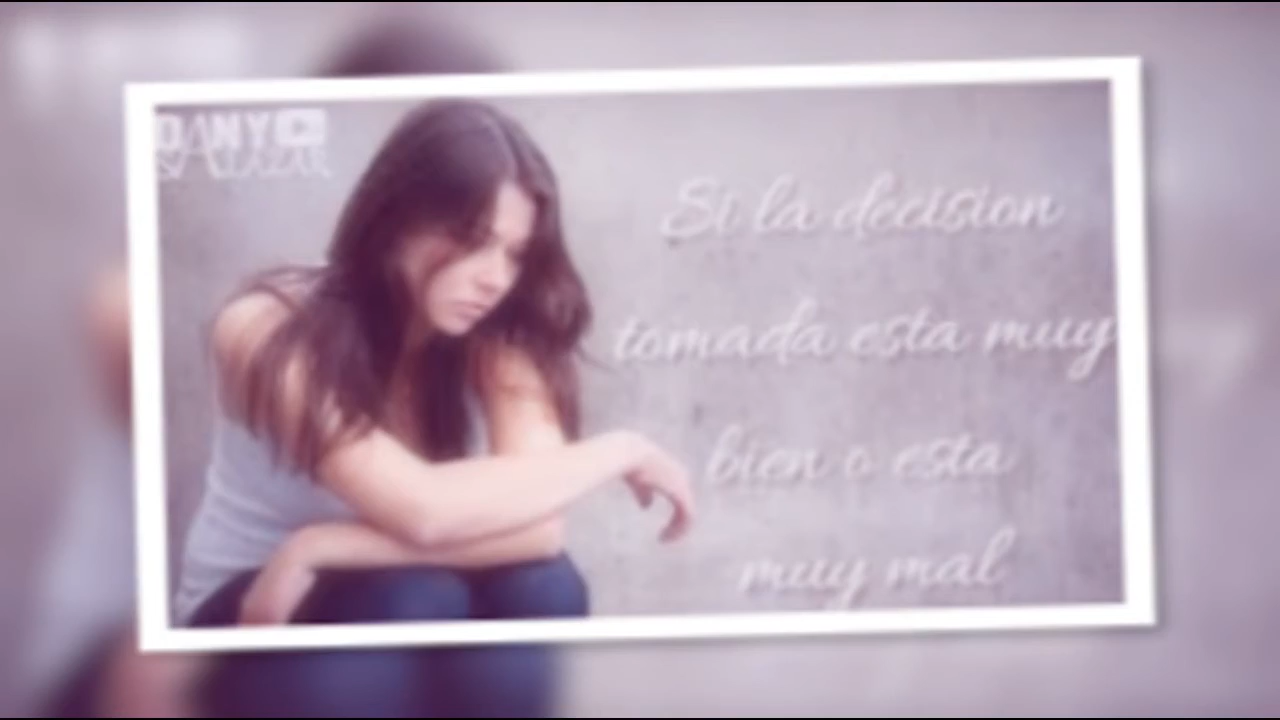 DANY
SALAZAR
Si la decision
tomada esta muy
bien o esta
muy mal